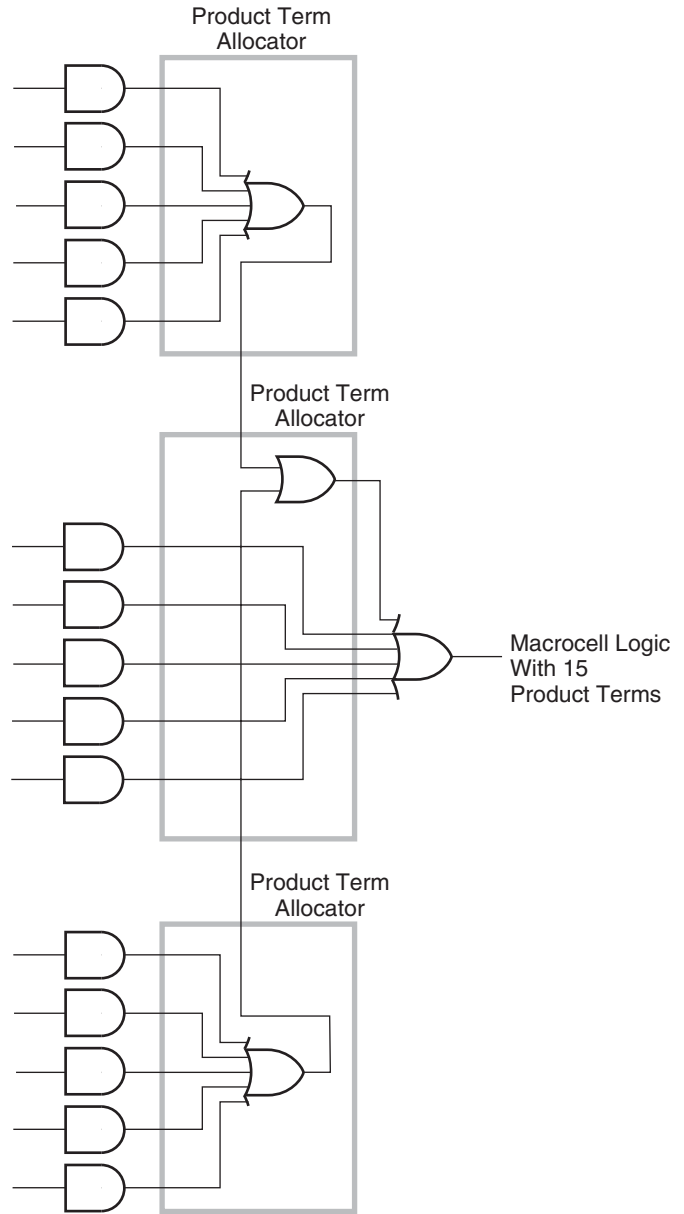 Product Term
Allocator
Product Term
Allocator
Macrocell Logic
With 15
Product Terms
Product Term
Allocator